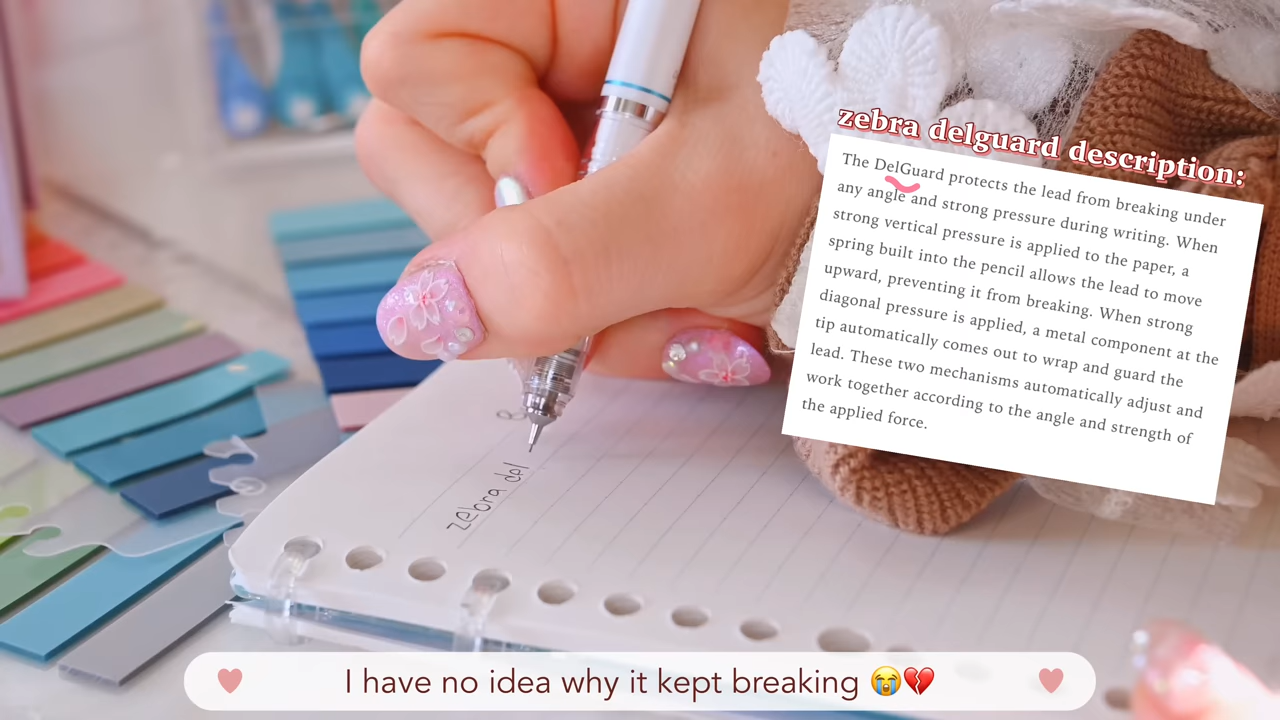 zebra delguard description:
The DelGuard protects the lead from breaking under
any angle and strong pressure during writing. When
strong vertical pressure is applied to the paper, a
spring built into the pencil allows the lead to move
upward, preventing it from breaking. When strong
diagonal pressure is applied, a metal component at the
tip automatically comes out to wrap and guard the
lead. These two mechanisms automatically adjust and
work together according to the angle and strength of
the applied force.
zebra del
I have no idea why it kept breaking 😭💔